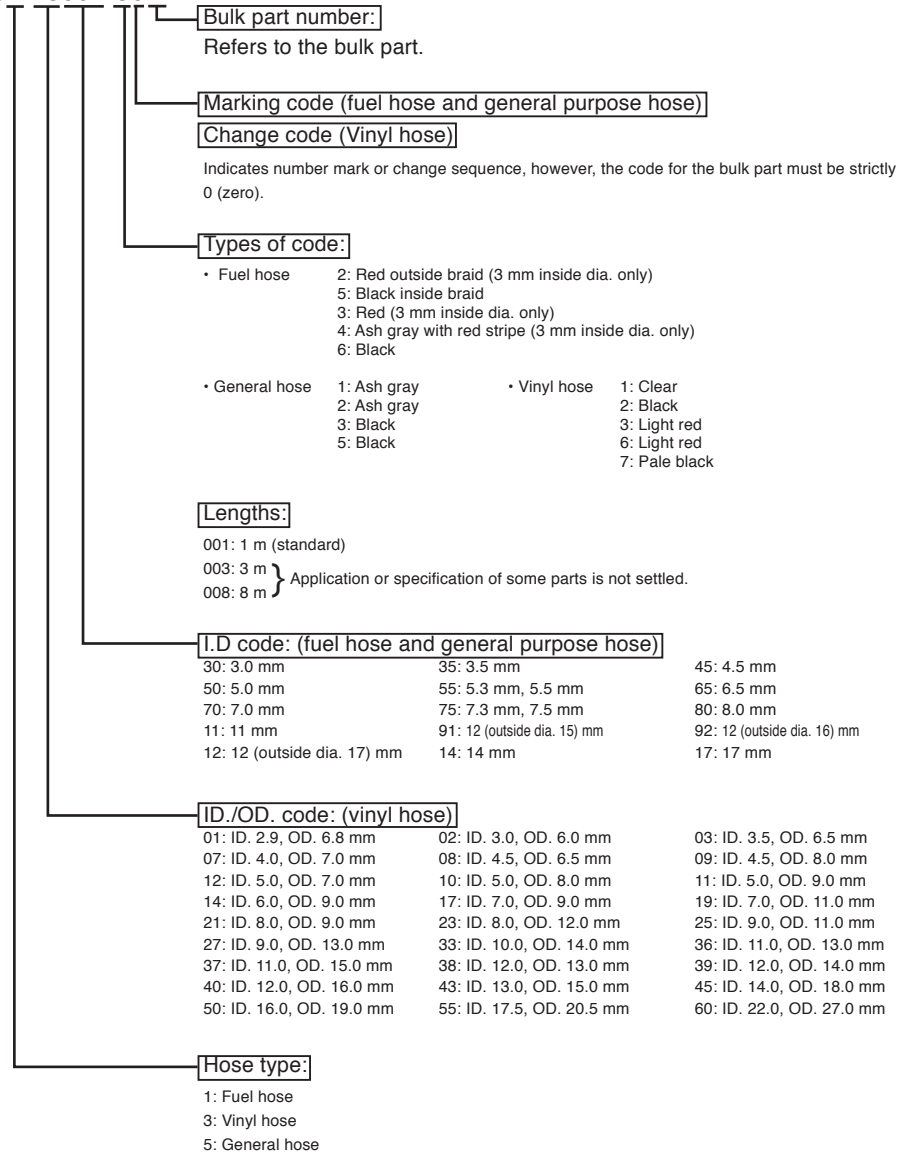 Bulk part number:
Refers to the bulk part.
Marking code (fuel hose and general purpose hose)
Change code (Vinyl hose)
Indicates number mark or change sequence, however, the code for the bulk part must be strictly
0 (zero).
Types of code:
• Fuel hose 2: Red outside braid (3 mm inside dia. only)
5: Black inside braid
3: Red (3 mm inside dia. only)
4: Ash gray with red stripe (3 mm inside dia. only)
6: Black
• General hose 1: Ash gray • Vinyl hose 1: Clear
2: Ash gray 2: Black
3: Black 3: Light red
5: Black 6: Light red
7: Pale black
Lengths:
001: 1 m (standard)
003: 3 m
008: 8 m } Application or specification of some parts is not settled.
I.D code: (fuel hose and general purpose hose)
30: 3.0 mm 35: 3.5 mm 45: 4.5 mm
50: 5.0 mm 55: 5.3 mm, 5.5 mm 65: 6.5 mm
70: 7.0 mm 75: 7.3 mm, 7.5 mm 80: 8.0 mm
11: 11 mm 91: 12 (outside dia. 15) mm 92: 12 (outside dia. 16) mm
12: 12 (outside dia. 17) mm 14: 14 mm 17: 17 mm
ID./OD. code: (vinyl hose)
01: ID. 2.9, OD. 6.8 mm 02: ID. 3.0, OD. 6.0 mm 03: ID. 3.5, OD. 6.5 mm
07: ID. 4.0, OD. 7.0 mm 08: ID. 4.5, OD. 6.5 mm 09: ID. 4.5, OD. 8.0 mm
12: ID. 5.0, OD. 7.0 mm 10: ID. 5.0, OD. 8.0 mm 11: ID. 5.0, OD. 9.0 mm
14: ID. 6.0, OD. 9.0 mm 17: ID. 7.0, OD. 9.0 mm 19: ID. 7.0, OD. 11.0 mm
21: ID. 8.0, OD. 9.0 mm 23: ID. 8.0, OD. 12.0 mm 25: ID. 9.0, OD. 11.0 mm
27: ID. 9.0, OD. 13.0 mm 33: ID. 10.0, OD. 14.0 mm 36: ID. 11.0, OD. 13.0 mm
37: ID. 11.0, OD. 15.0 mm 38: ID. 12.0, OD. 13.0 mm 39: ID. 12.0, OD. 14.0 mm
40: ID. 12.0, OD. 16.0 mm 43: ID. 13.0, OD. 15.0 mm 45: ID. 14.0, OD. 18.0 mm
50: ID. 16.0, OD. 19.0 mm 55: ID. 17.5, OD. 20.5 mm 60: ID. 22.0, OD. 27.0 mm
Hose type:
1: Fuel hose
3: Vinyl hose
5: General hose